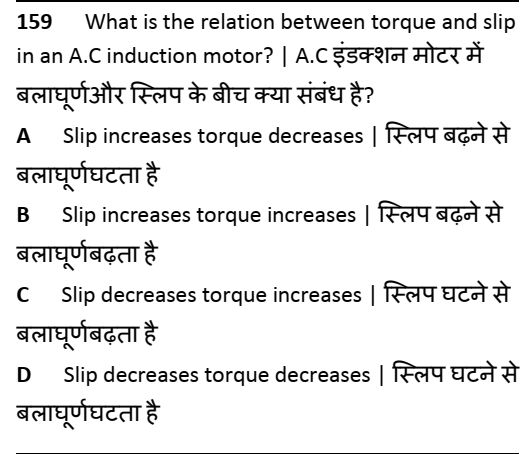 159 What is the relation between torque and slip
in an A.C induction motor? | A.C इंडक्शन मोटर में
बलाघूर्णऔर स्लिप के बीच क्या संबंध है?
A Slip increases torque decreases | स्लिप बढ़ने से
बलाघूर्णघटता है
B Slip increases torque increases | स्लिप बढ़ने से
बलाघूर्णबढ़ता है
C Slip decreases torque increases | स्लिप घटने से
बलाघूर्णबढ़ता है
D Slip decreases torque decreases | स्लिप घटने से
बलाघूर्णघटता है